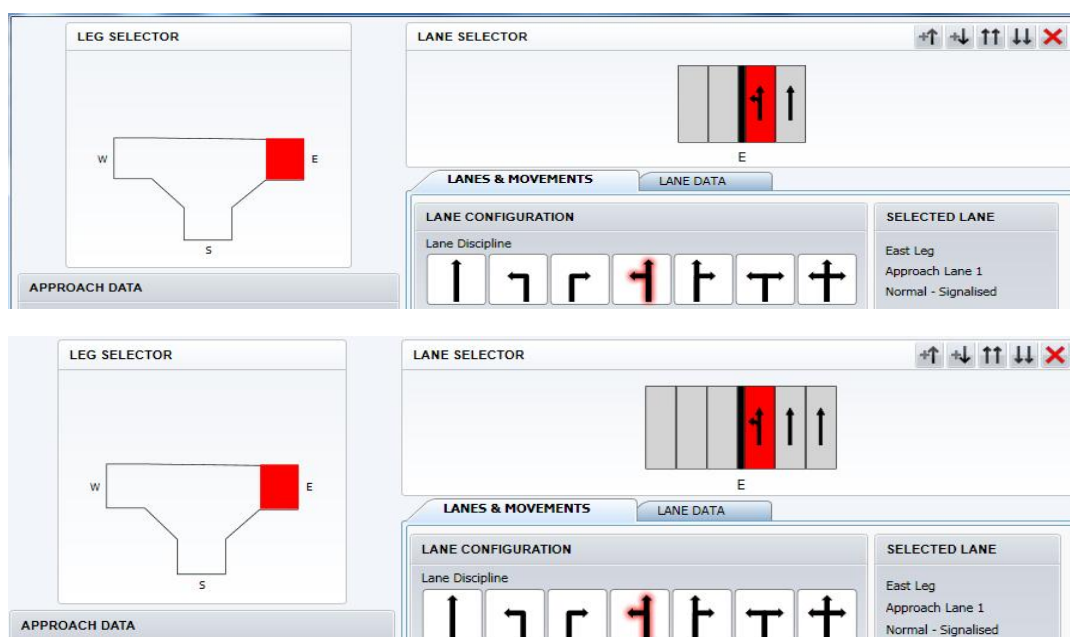 LEG SELECTOR
LANE SELECTOR
W
E
S
E
LANES & MOVEMENTS
LANE DATA
LANE CONFIGURATION
SELECTED LANE
Lane Discipline
East Leg
Approach Lane 1
Normal - Signalised
APPROACH DATA
LEG SELECTOR
LANE SELECTOR
W
E
S
E
LANES & MOVEMENTS
LANE DATA
LANE CONFIGURATION
SELECTED LANE
Lane Discipline
East Leg
Approach Lane 1
Normal - Signalised
APPROACH DATA